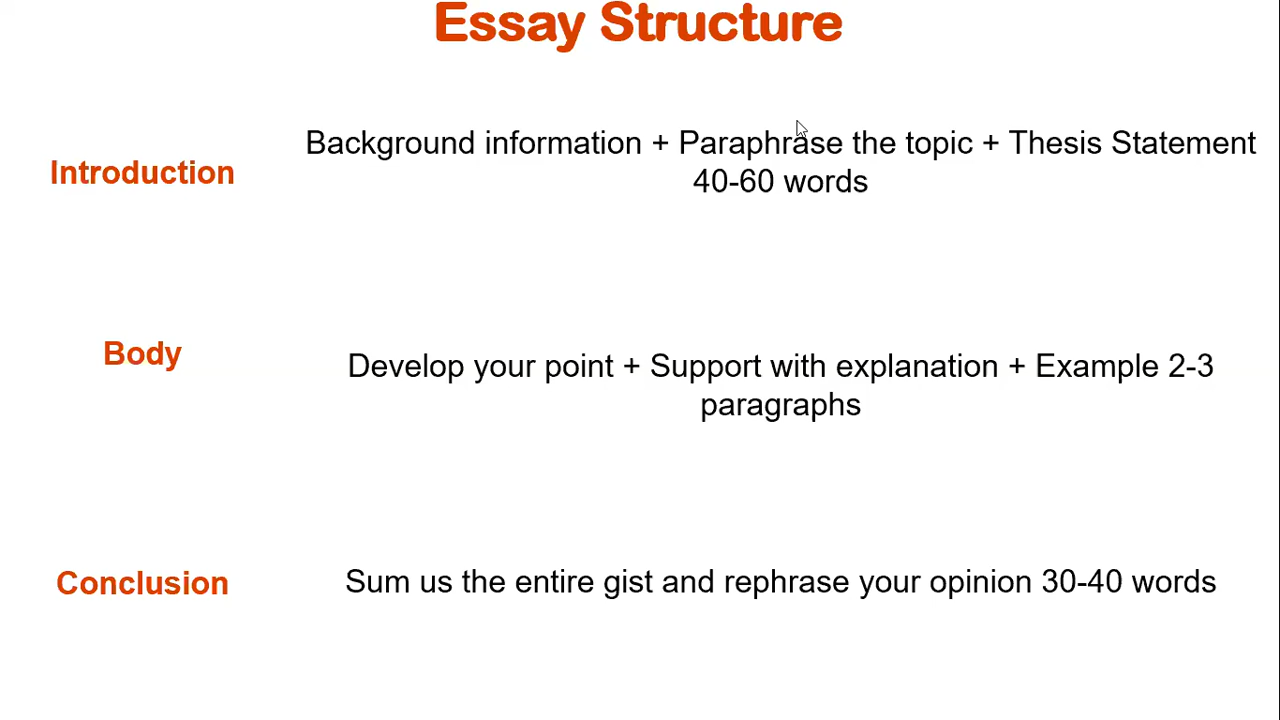 Essay Structure
Introduction
Background information + Paraphrase the topic + Thesis Statement
40-60 words
Body
Develop your point + Support with explanation + Example 2-3
paragraphs
Conclusion
Sum us the entire gist and rephrase your opinion 30-40 words